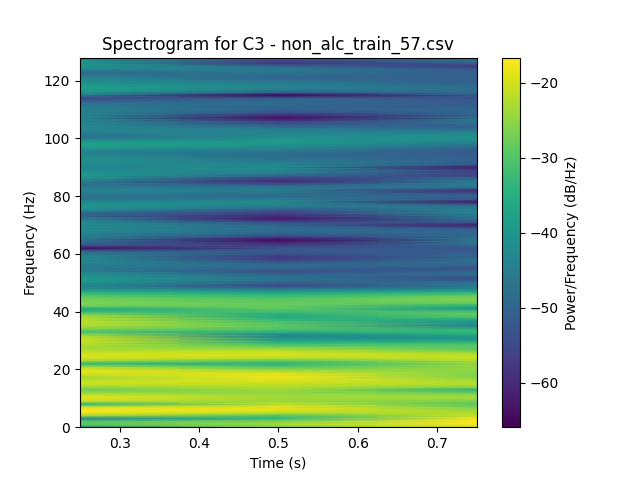 Spectrogram for C3 - non_alc_train_57.csv
120
100
80
60
40
20
0
Frequency (Hz)
0.3 0.4 0.5 0.6 0.7
Time (s)
−20
−30
−40
−50
−60
Power/Frequency (dB/Hz)